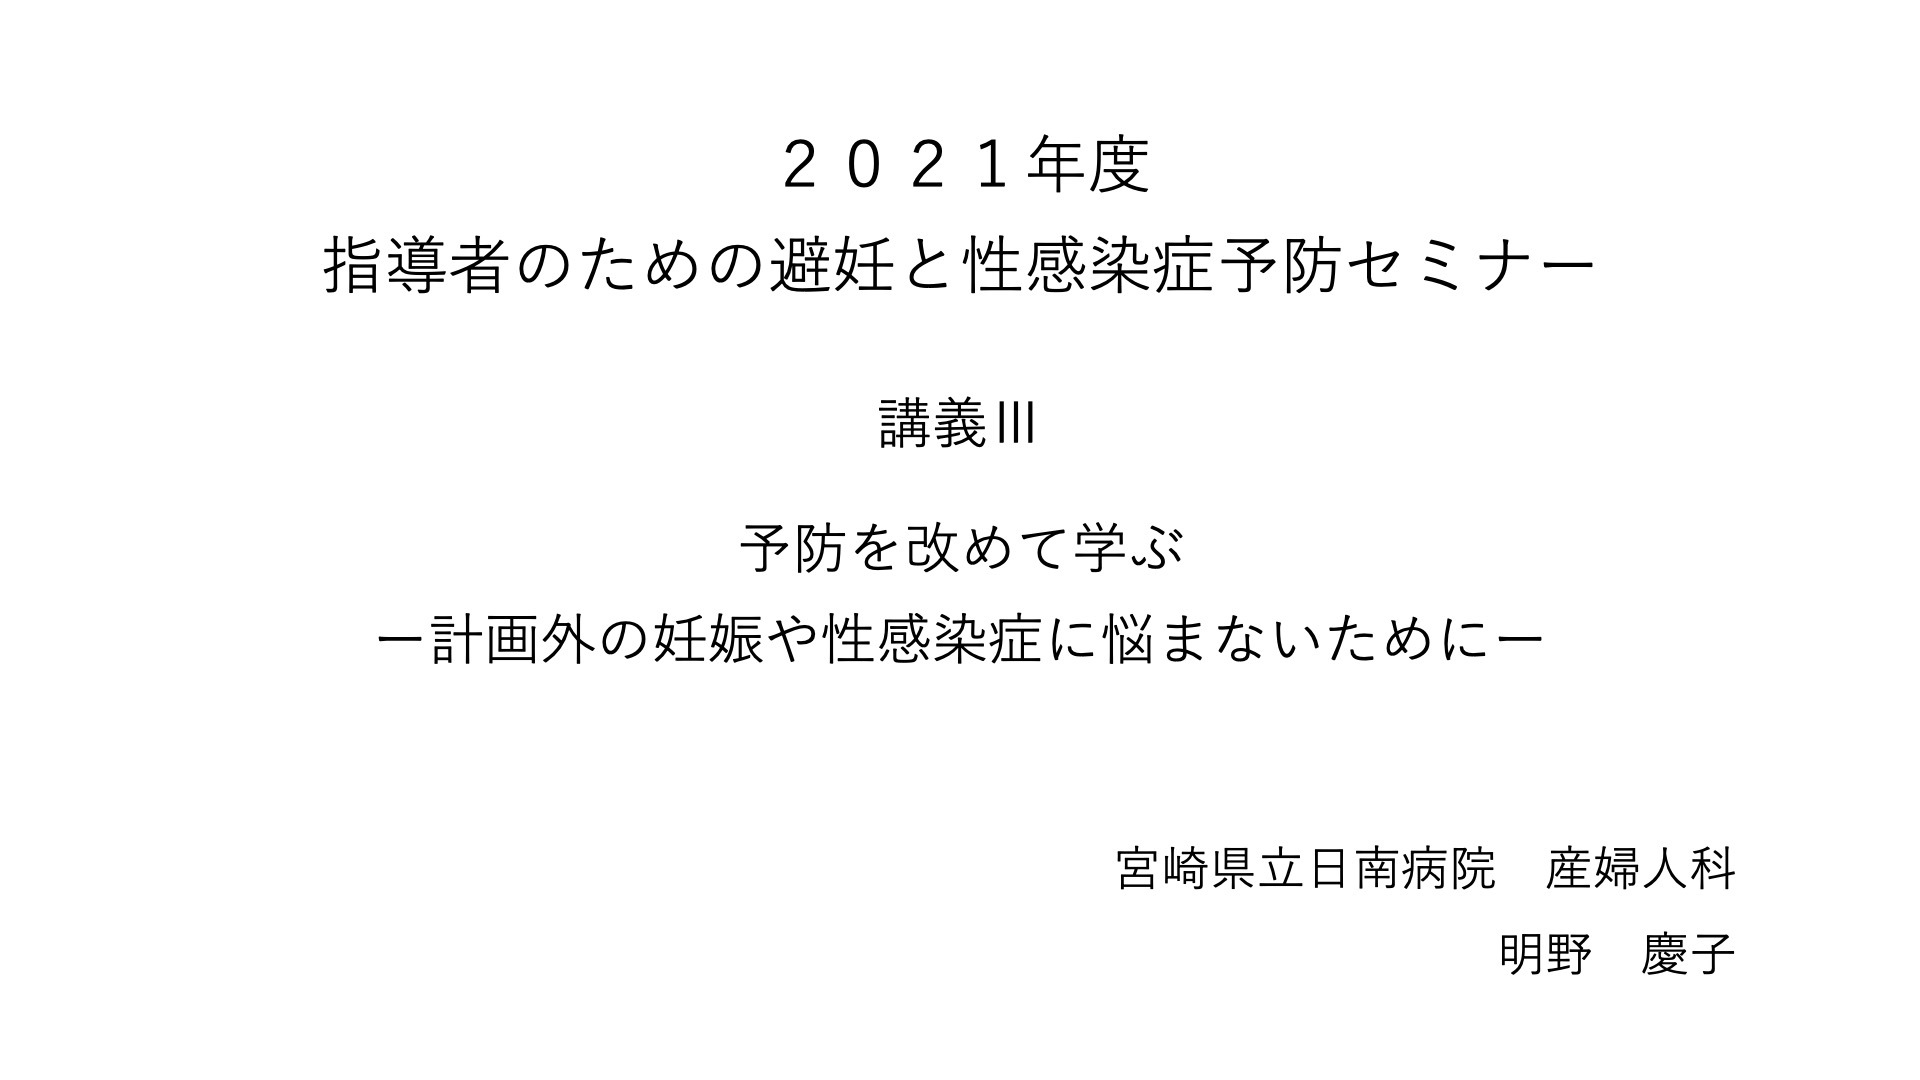 ２０２１年度
指導者のための避妊と性感染症予防セミナー
講義Ⅲ
予防を改めて学ぶ
ー計画外の妊娠や性感染症に悩まないためにー
宮崎県立日南病院　産婦人科
明野　慶子